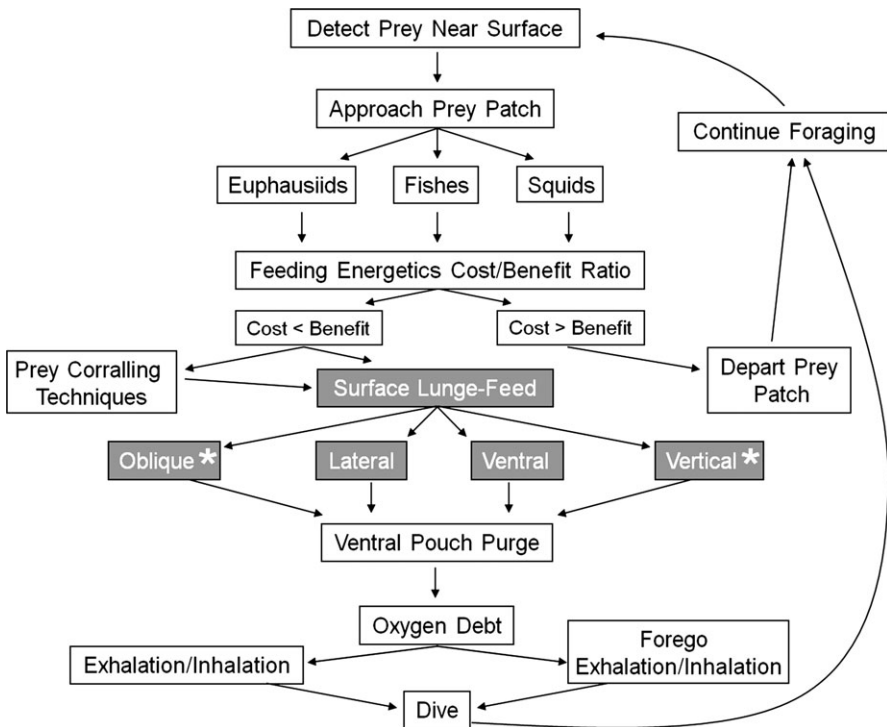 Detect Prey Near Surface
Approach Prey Patch
Continue Foraging
Euphausiids
Fishes
Squids
Feeding Energetics Cost/Benefit Ratio
Cost < Benefit
Cost > Benefit
Prey Corralling
Techniques
Surface Lunge-Feed
Depart Prey
Patch
Oblique *
Lateral
Ventral
Vertical *
Ventral Pouch Purge
Oxygen Debt
Exhalation/Inhalation
Forego
Exhalation/Inhalation
Dive